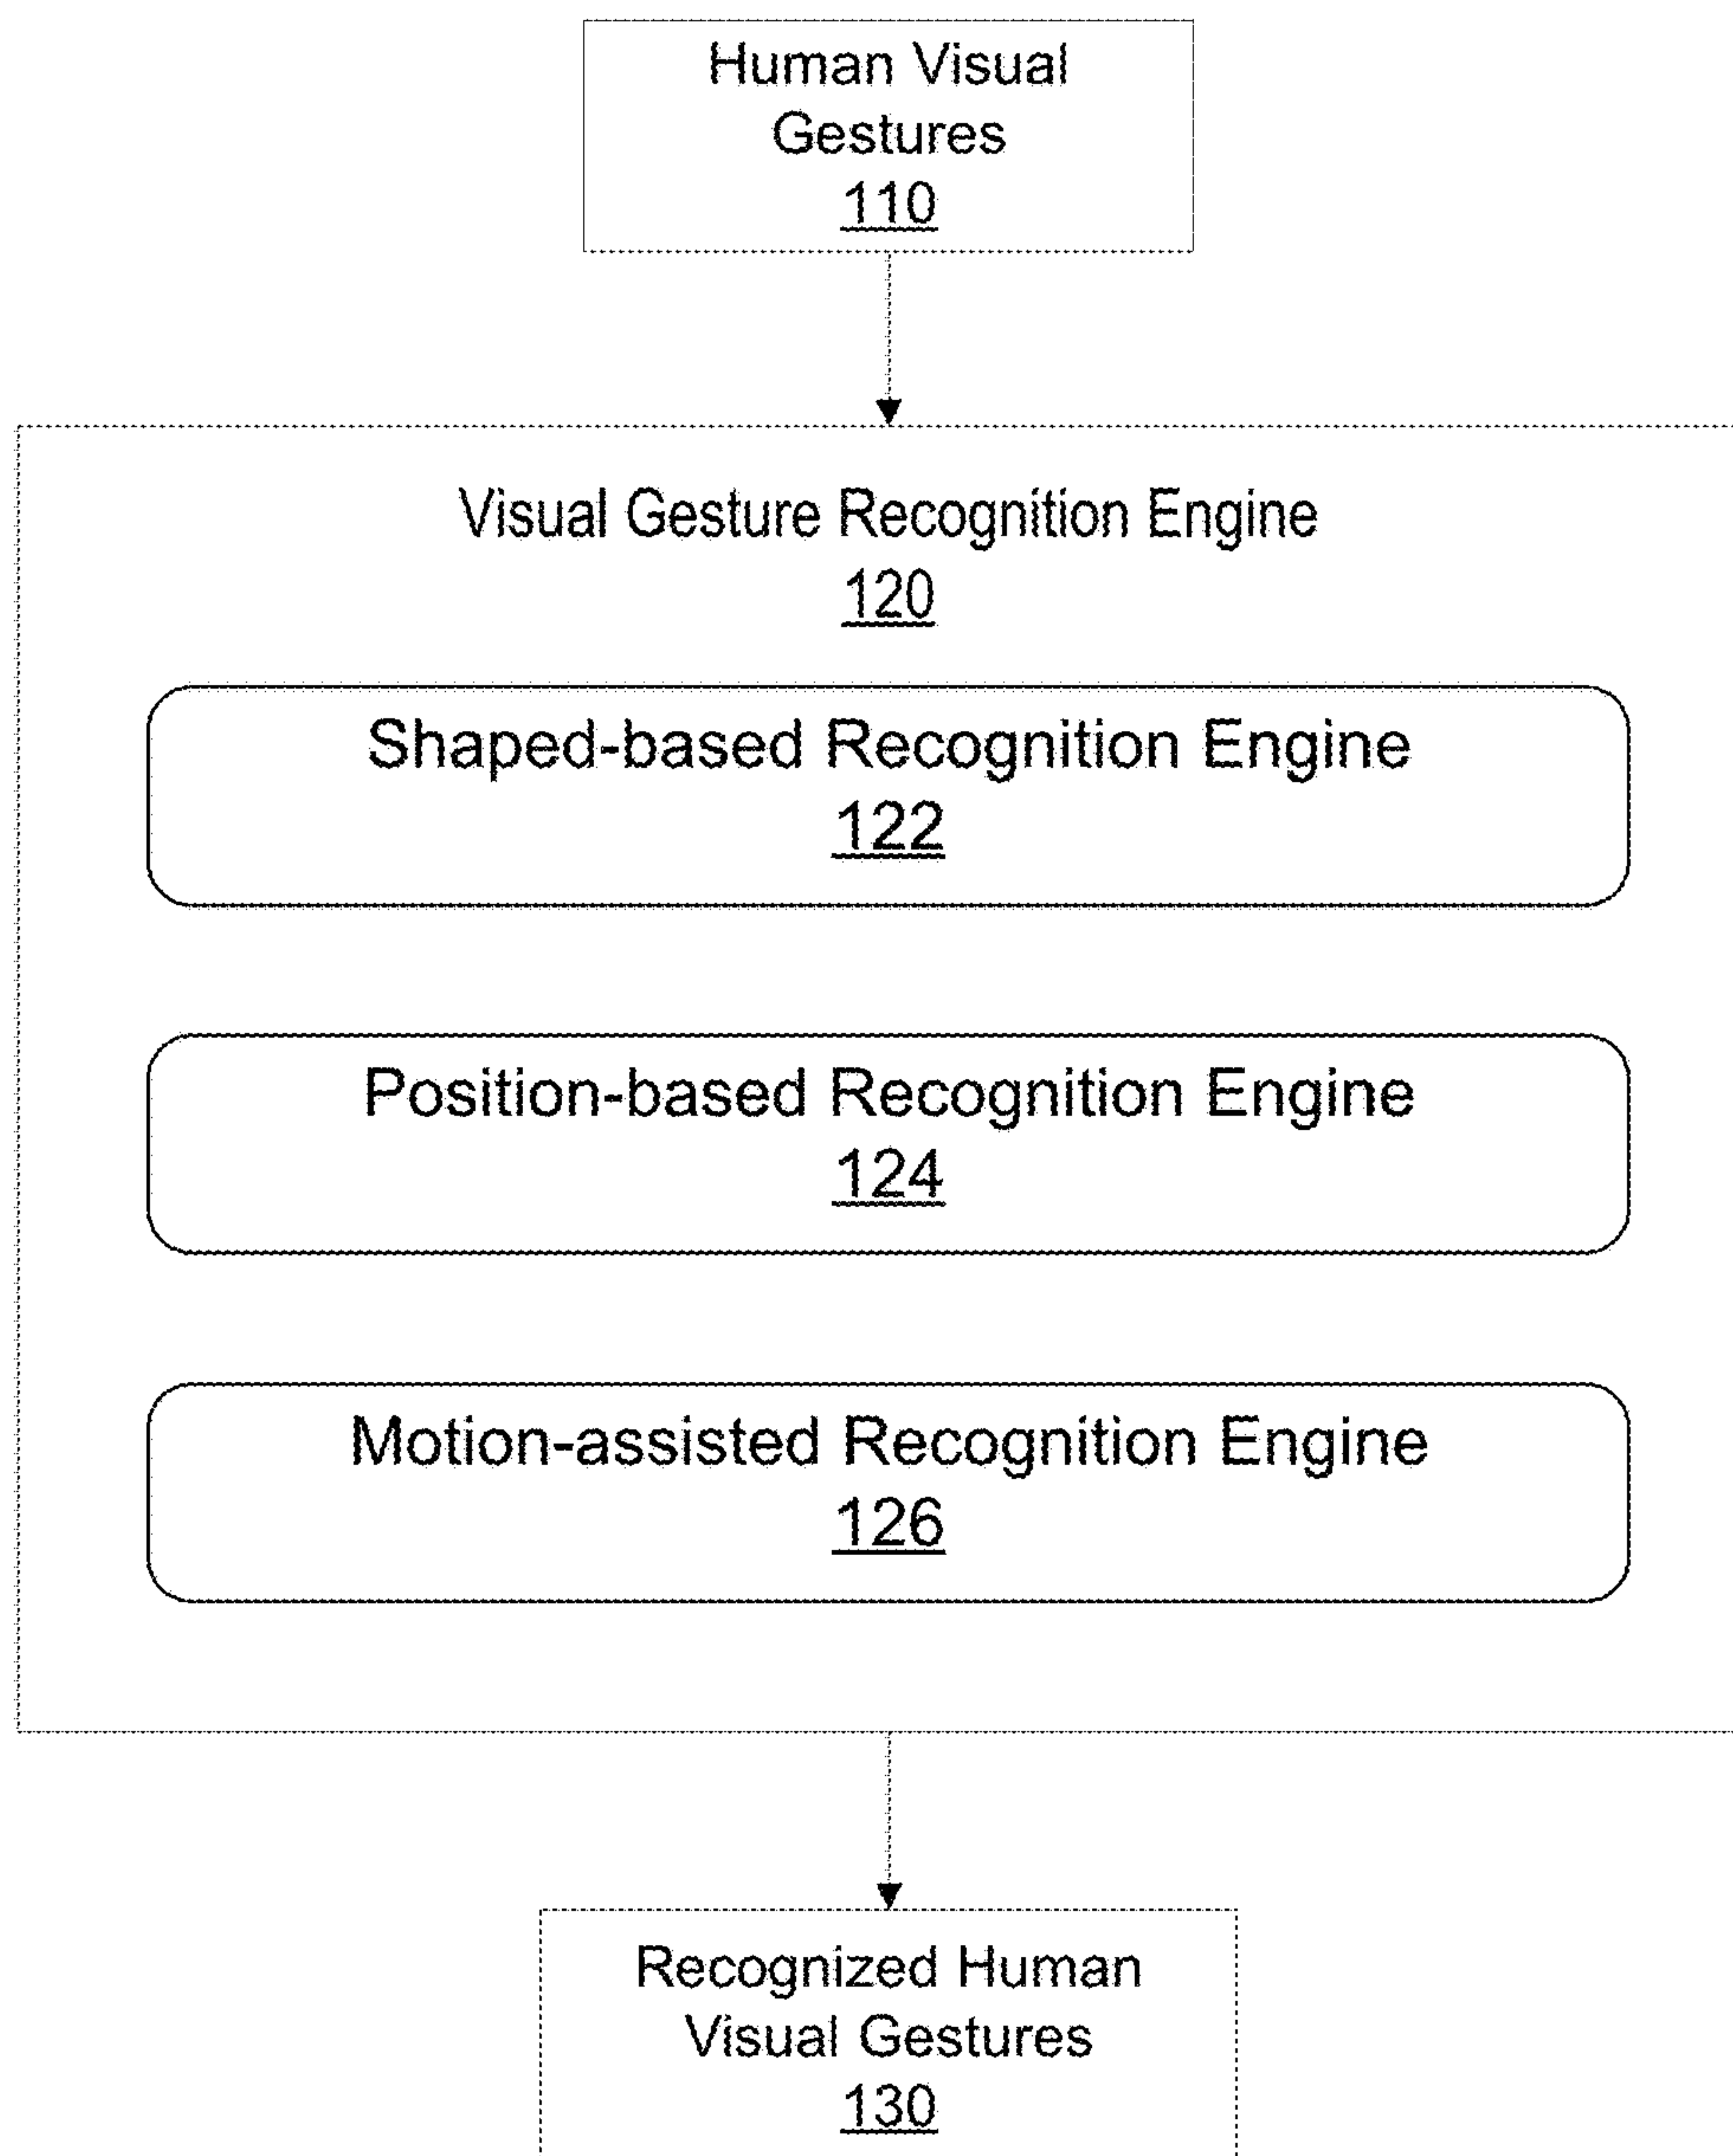 Human Visual
Gestures
110
Visual Gesture Recognition Engine
120
Shaped-based Recognition Engine
122
Position-based Recognition Engine
124
Motion-assisted Recognition Engine
126
Recognized Human
Visual Gestures
130